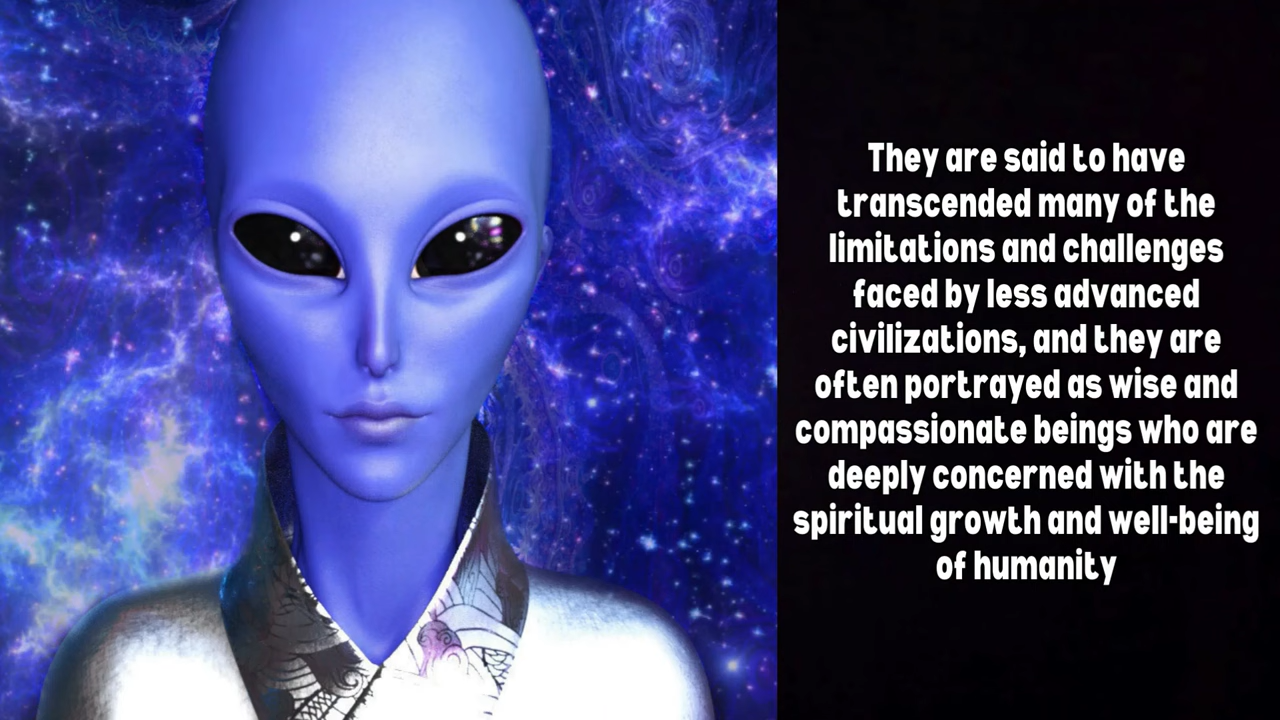 They are said to have
transcended many of the
limitations and challenges
faced by less advanced
civilizations, and they are
often portrayed as wise and
compassionate beings who are
deeply concerned with the
spiritual growth and well-being
of humanity